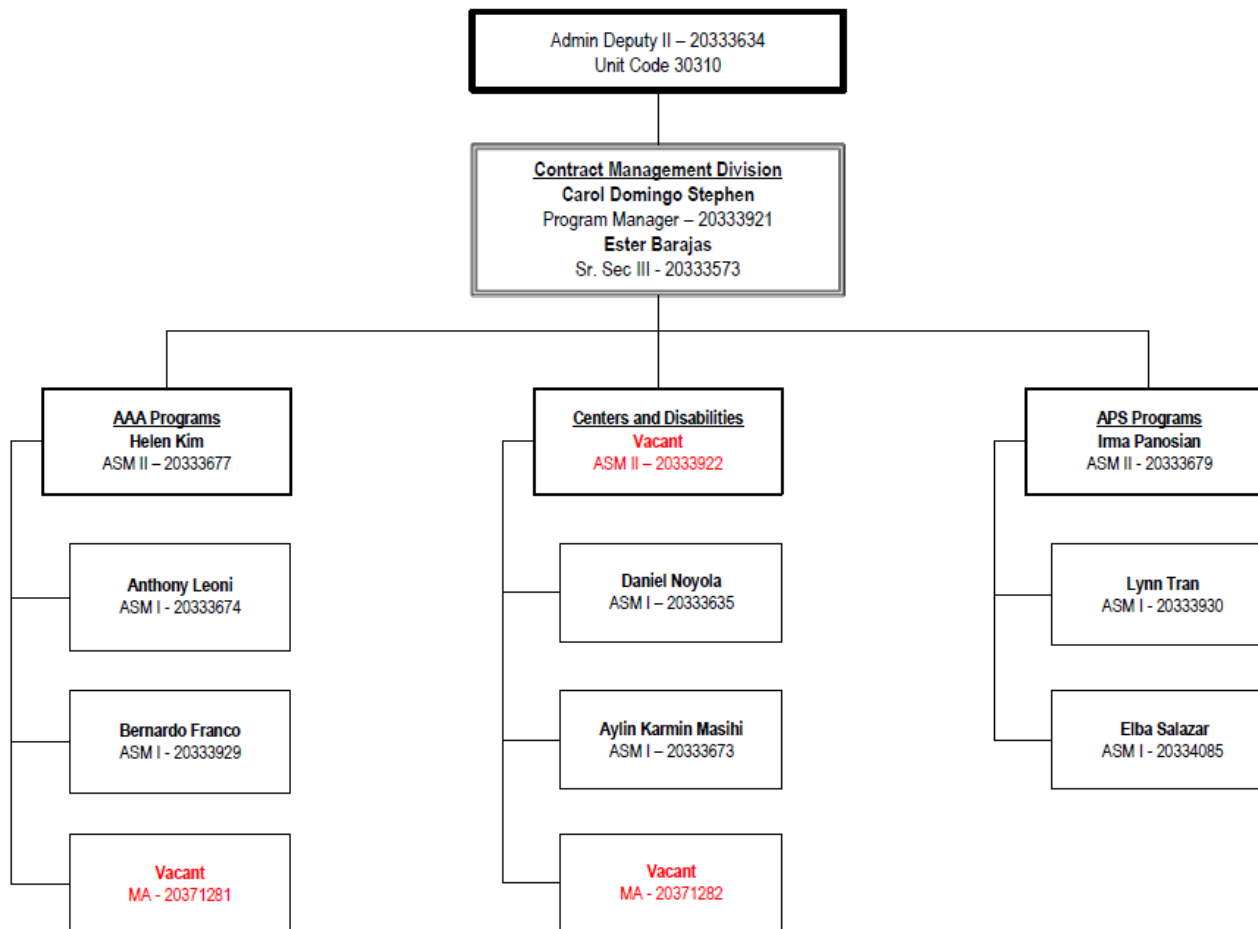 Admin Deputy II – 20333634
Unit Code 30310
Contract Management Division
Carol Domingo Stephen
Program Manager – 20333921
Ester Barajas
Sr. Sec III - 20333573
AAA Programs
Helen Kim
ASM II – 20333677
Anthony Leoni
ASM I - 20333674
Bernardo Franco
ASM I - 20333929
Vacant
MA - 20371281
Centers and Disabilities
Vacant
ASM II – 20333922
Daniel Noyola
ASM I – 20333635
Aylin Karmin Masihi
ASM I – 20333673
Vacant
MA - 20371282
APS Programs
Irma Panosian
ASM II - 20333679
Lynn Tran
ASM I - 20333930
Elba Salazar
ASM I - 20334085